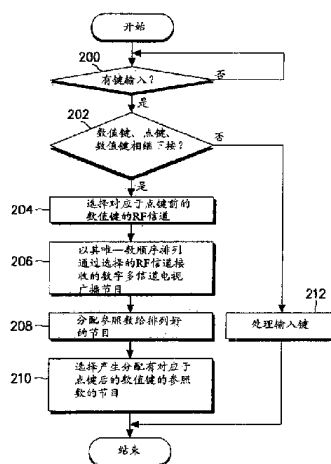 开始
200
有键输入?
否
是
202
数值键、点键、
数值键相继下按?
否
是
204
选择对应于点键前的
数值键的RF信道
206
以其唯一数顺序排列
通过选择的RF信道接
收的数字多信道电视
广播节目
208
分配参照数给排列好
的节目
处理输入键
212
210
选择产生分配有对应于
点键后的数值键的参照
数的节目
结束